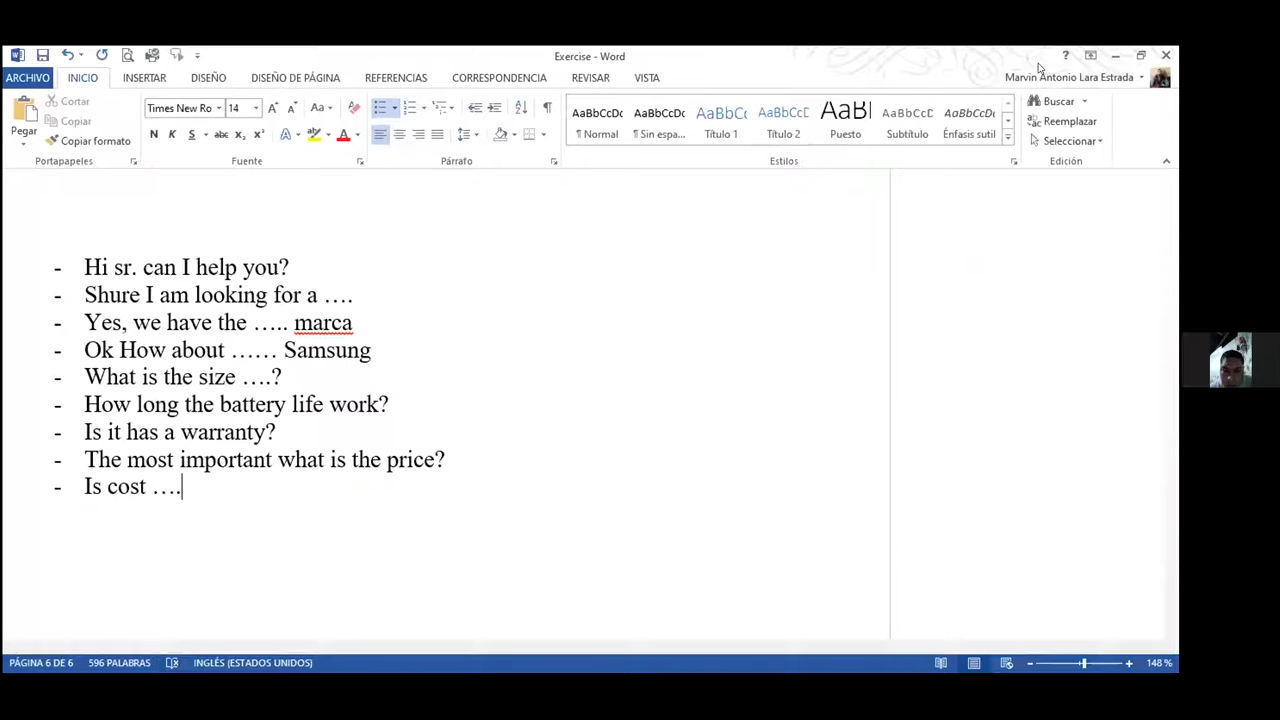 Exercise - Word
?
ARCHIVO INICIO INSERTAR DISEÑO DISEÑO DE PÁGINA REFERENCIAS CORRESPONDENCIA REVISAR VISTA Marvin Antonio Lara Estrada
Pegar
Cortar
Copiar
Copiar formato
Portapapeles
Times New Ro 14
N K S abc x₂ x²
Fuente
Párrafo
AaBbCcDc AaBbCcDc AaBbCc AaBbCcD AaBl AaBbCcD AaBbCcDc
¶ Normal ¶ Sin espa... Título 1 Título 2 Puesto Subtítulo Énfasis sutil
Estilos
Buscar
Reemplazar
Seleccionar
Edición
- Hi sr. can I help you?
- Shure I am looking for a ….
- Yes, we have the ….. marca
- Ok How about …… Samsung
- What is the size ….?
- How long the battery life work?
- Is it has a warranty?
- The most important what is the price?
- Is cost ….
PÁGINA 6 DE 6 596 PALABRAS INGLÉS (ESTADOS UNIDOS) 148 %